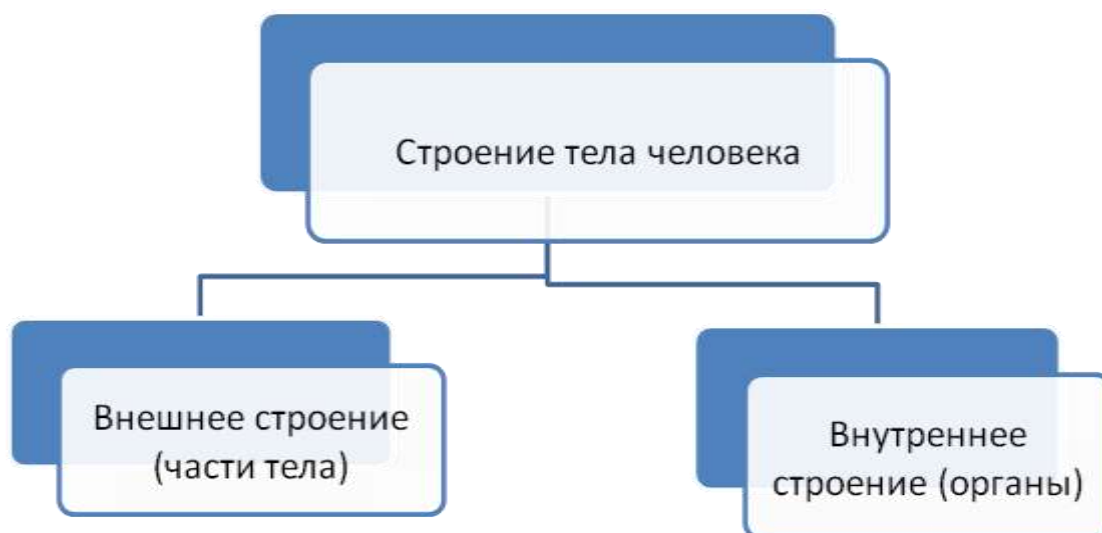 Строение тела человека
Внешнее строение
(части тела)
Внутреннее
строение (органы)